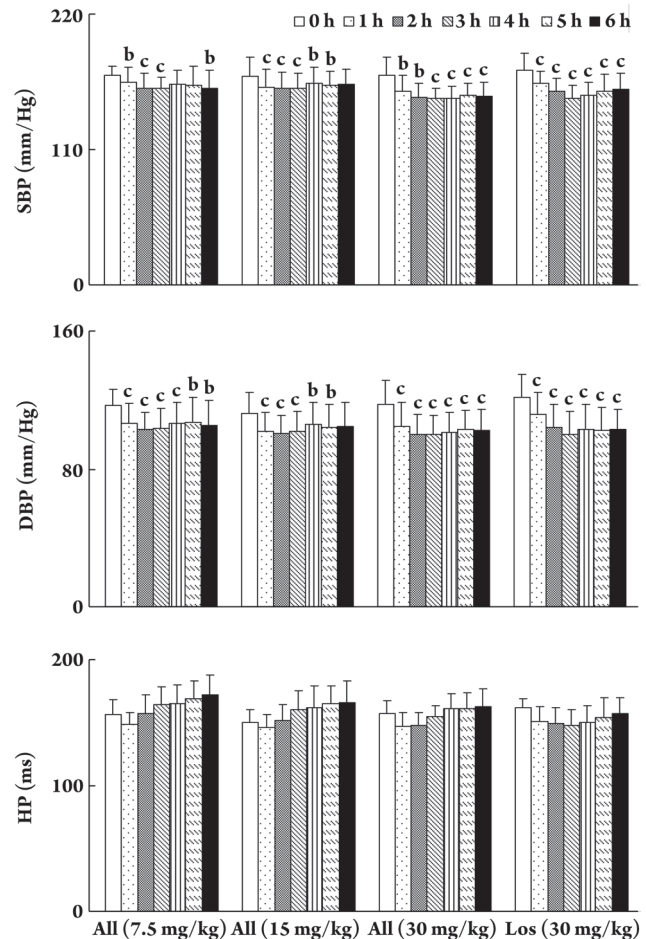 220
0 h 1 h 2 h 3 h 4 h 5 h 6 h
b c c b c c c b b b b c c c c c c c c c c
110
SBP (mm/Hg)
0
160
c c c c b b c c c b b c c c c c c c c c c c c
80
DBP (mm/Hg)
0
200
100
HP (ms)
0
All (7.5 mg/kg) All (15 mg/kg) All (30 mg/kg) Los (30 mg/kg)